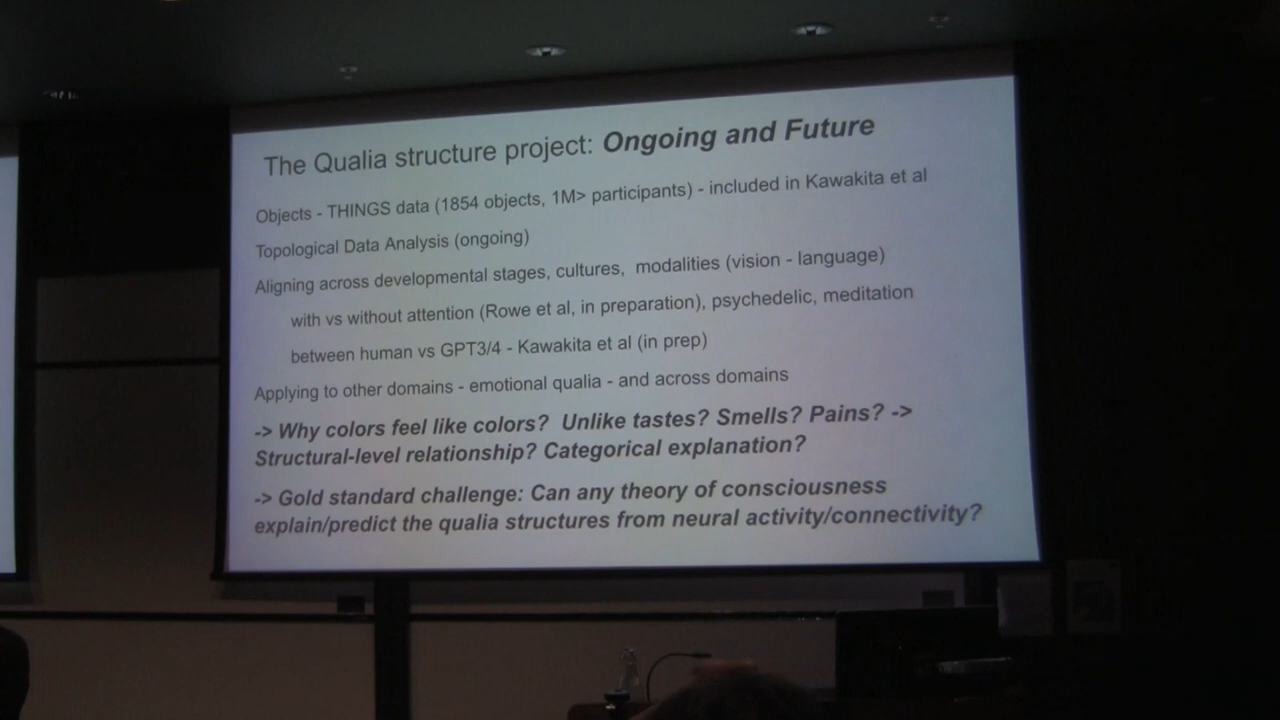 The Qualia structure project: Ongoing and Future
Objects - THINGS data (1854 objects, 1M> participants) - included in Kawakita et al
Topological Data Analysis (ongoing)
Aligning across developmental stages, cultures, modalities (vision - language)
with vs without attention (Rowe et al, in preparation), psychedelic, meditation
between human vs GPT3/4 - Kawakita et al (in prep)
Applying to other domains - emotional qualia - and across domains
-> Why colors feel like colors? Unlike tastes? Smells? Pains? ->
Structural-level relationship? Categorical explanation?
-> Gold standard challenge: Can any theory of consciousness
explain/predict the qualia structures from neural activity/connectivity?